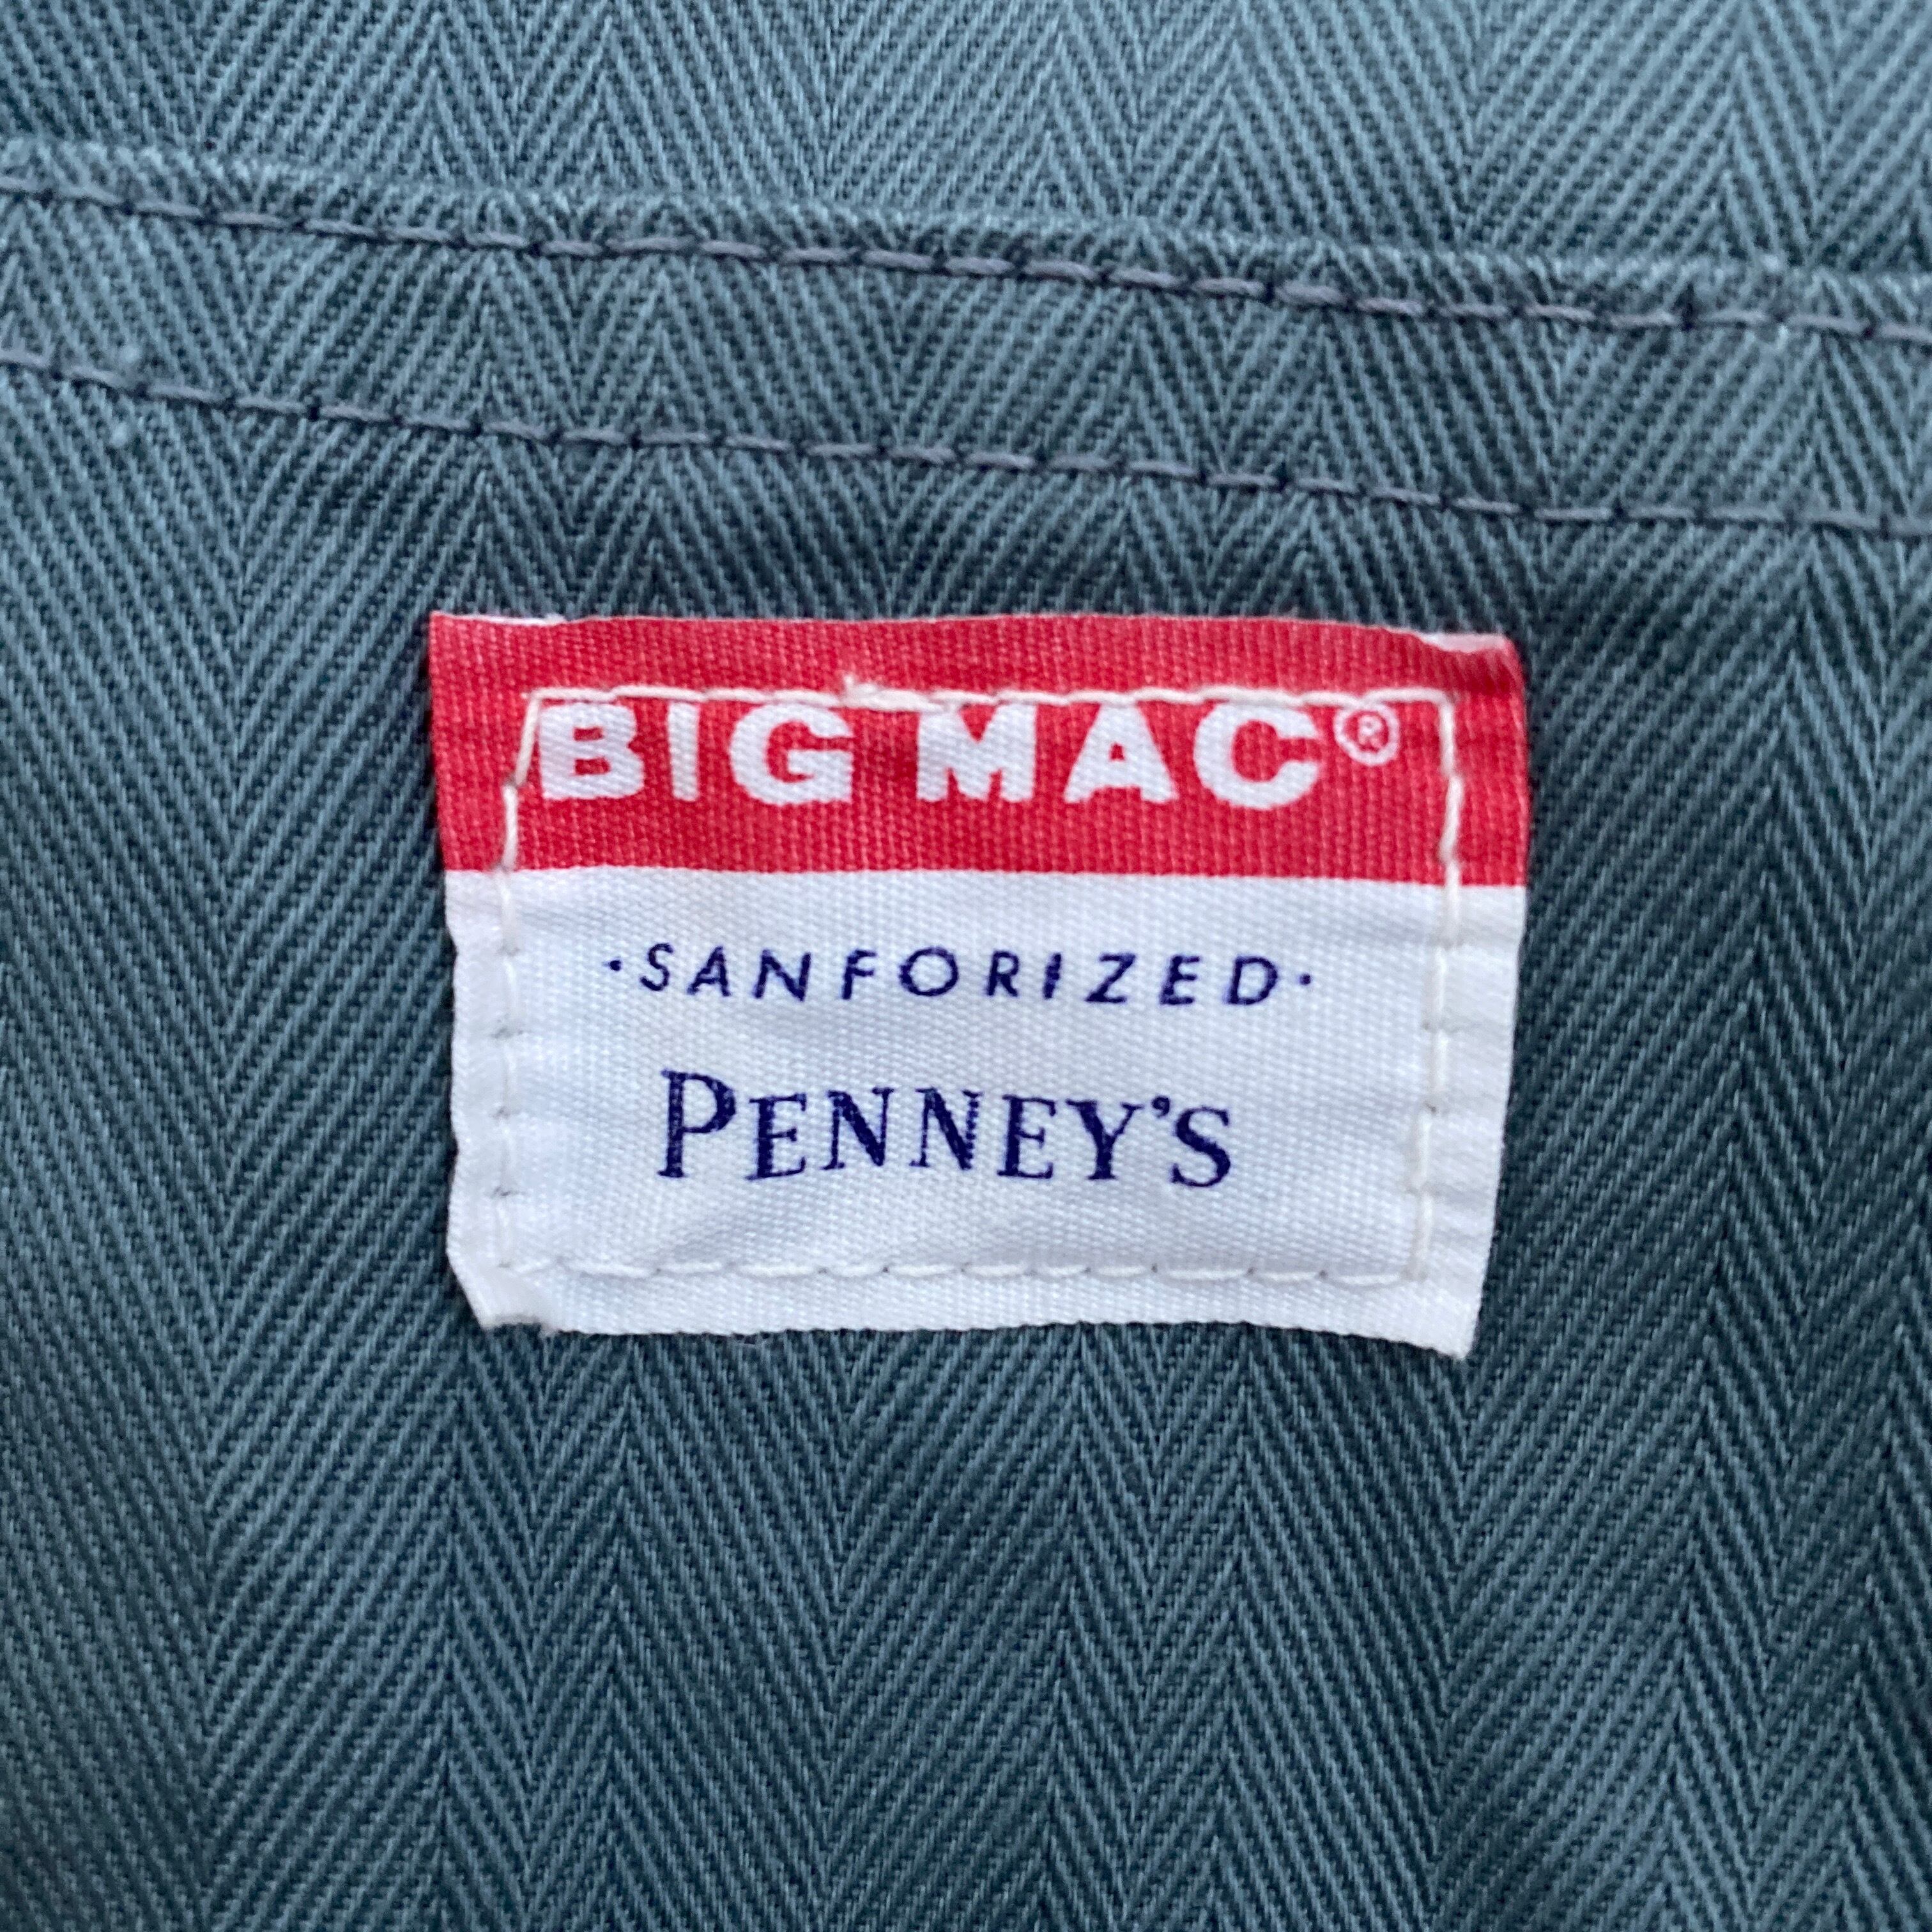 BIG MAC®
·SANFORIZED·
PENNEY'S